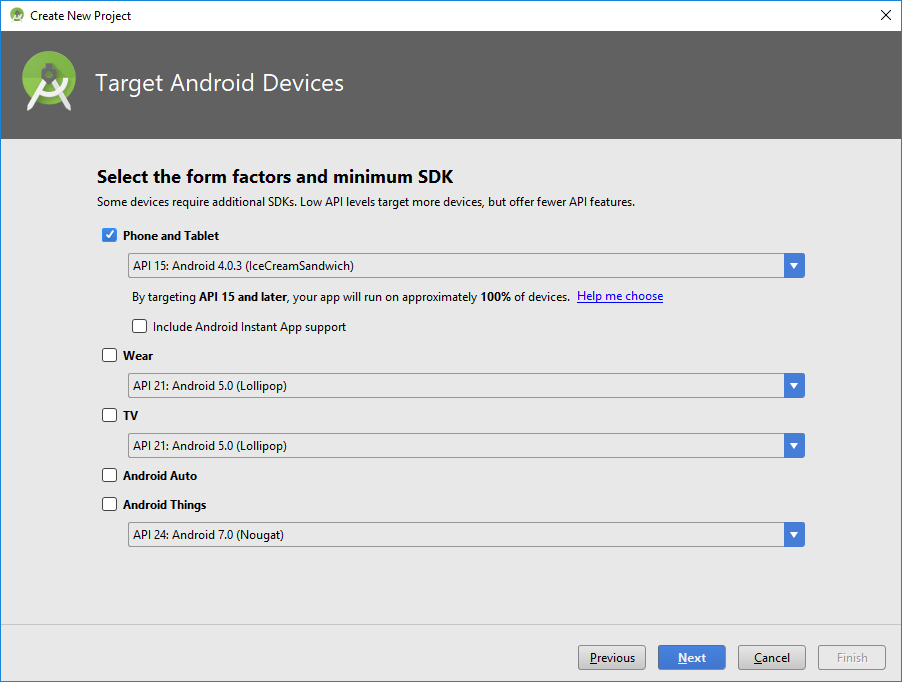 Create New Project
Target Android Devices
Select the form factors and minimum SDK
Some devices require additional SDKs. Low API levels target more devices, but offer fewer API features.
Phone and Tablet
API 15: Android 4.0.3 (IceCreamSandwich)
By targeting API 15 and later, your app will run on approximately 100% of devices. Help me choose
Include Android Instant App support
Wear
API 21: Android 5.0 (Lollipop)
TV
API 21: Android 5.0 (Lollipop)
Android Auto
Android Things
API 24: Android 7.0 (Nougat)
Previous Next Cancel Finish